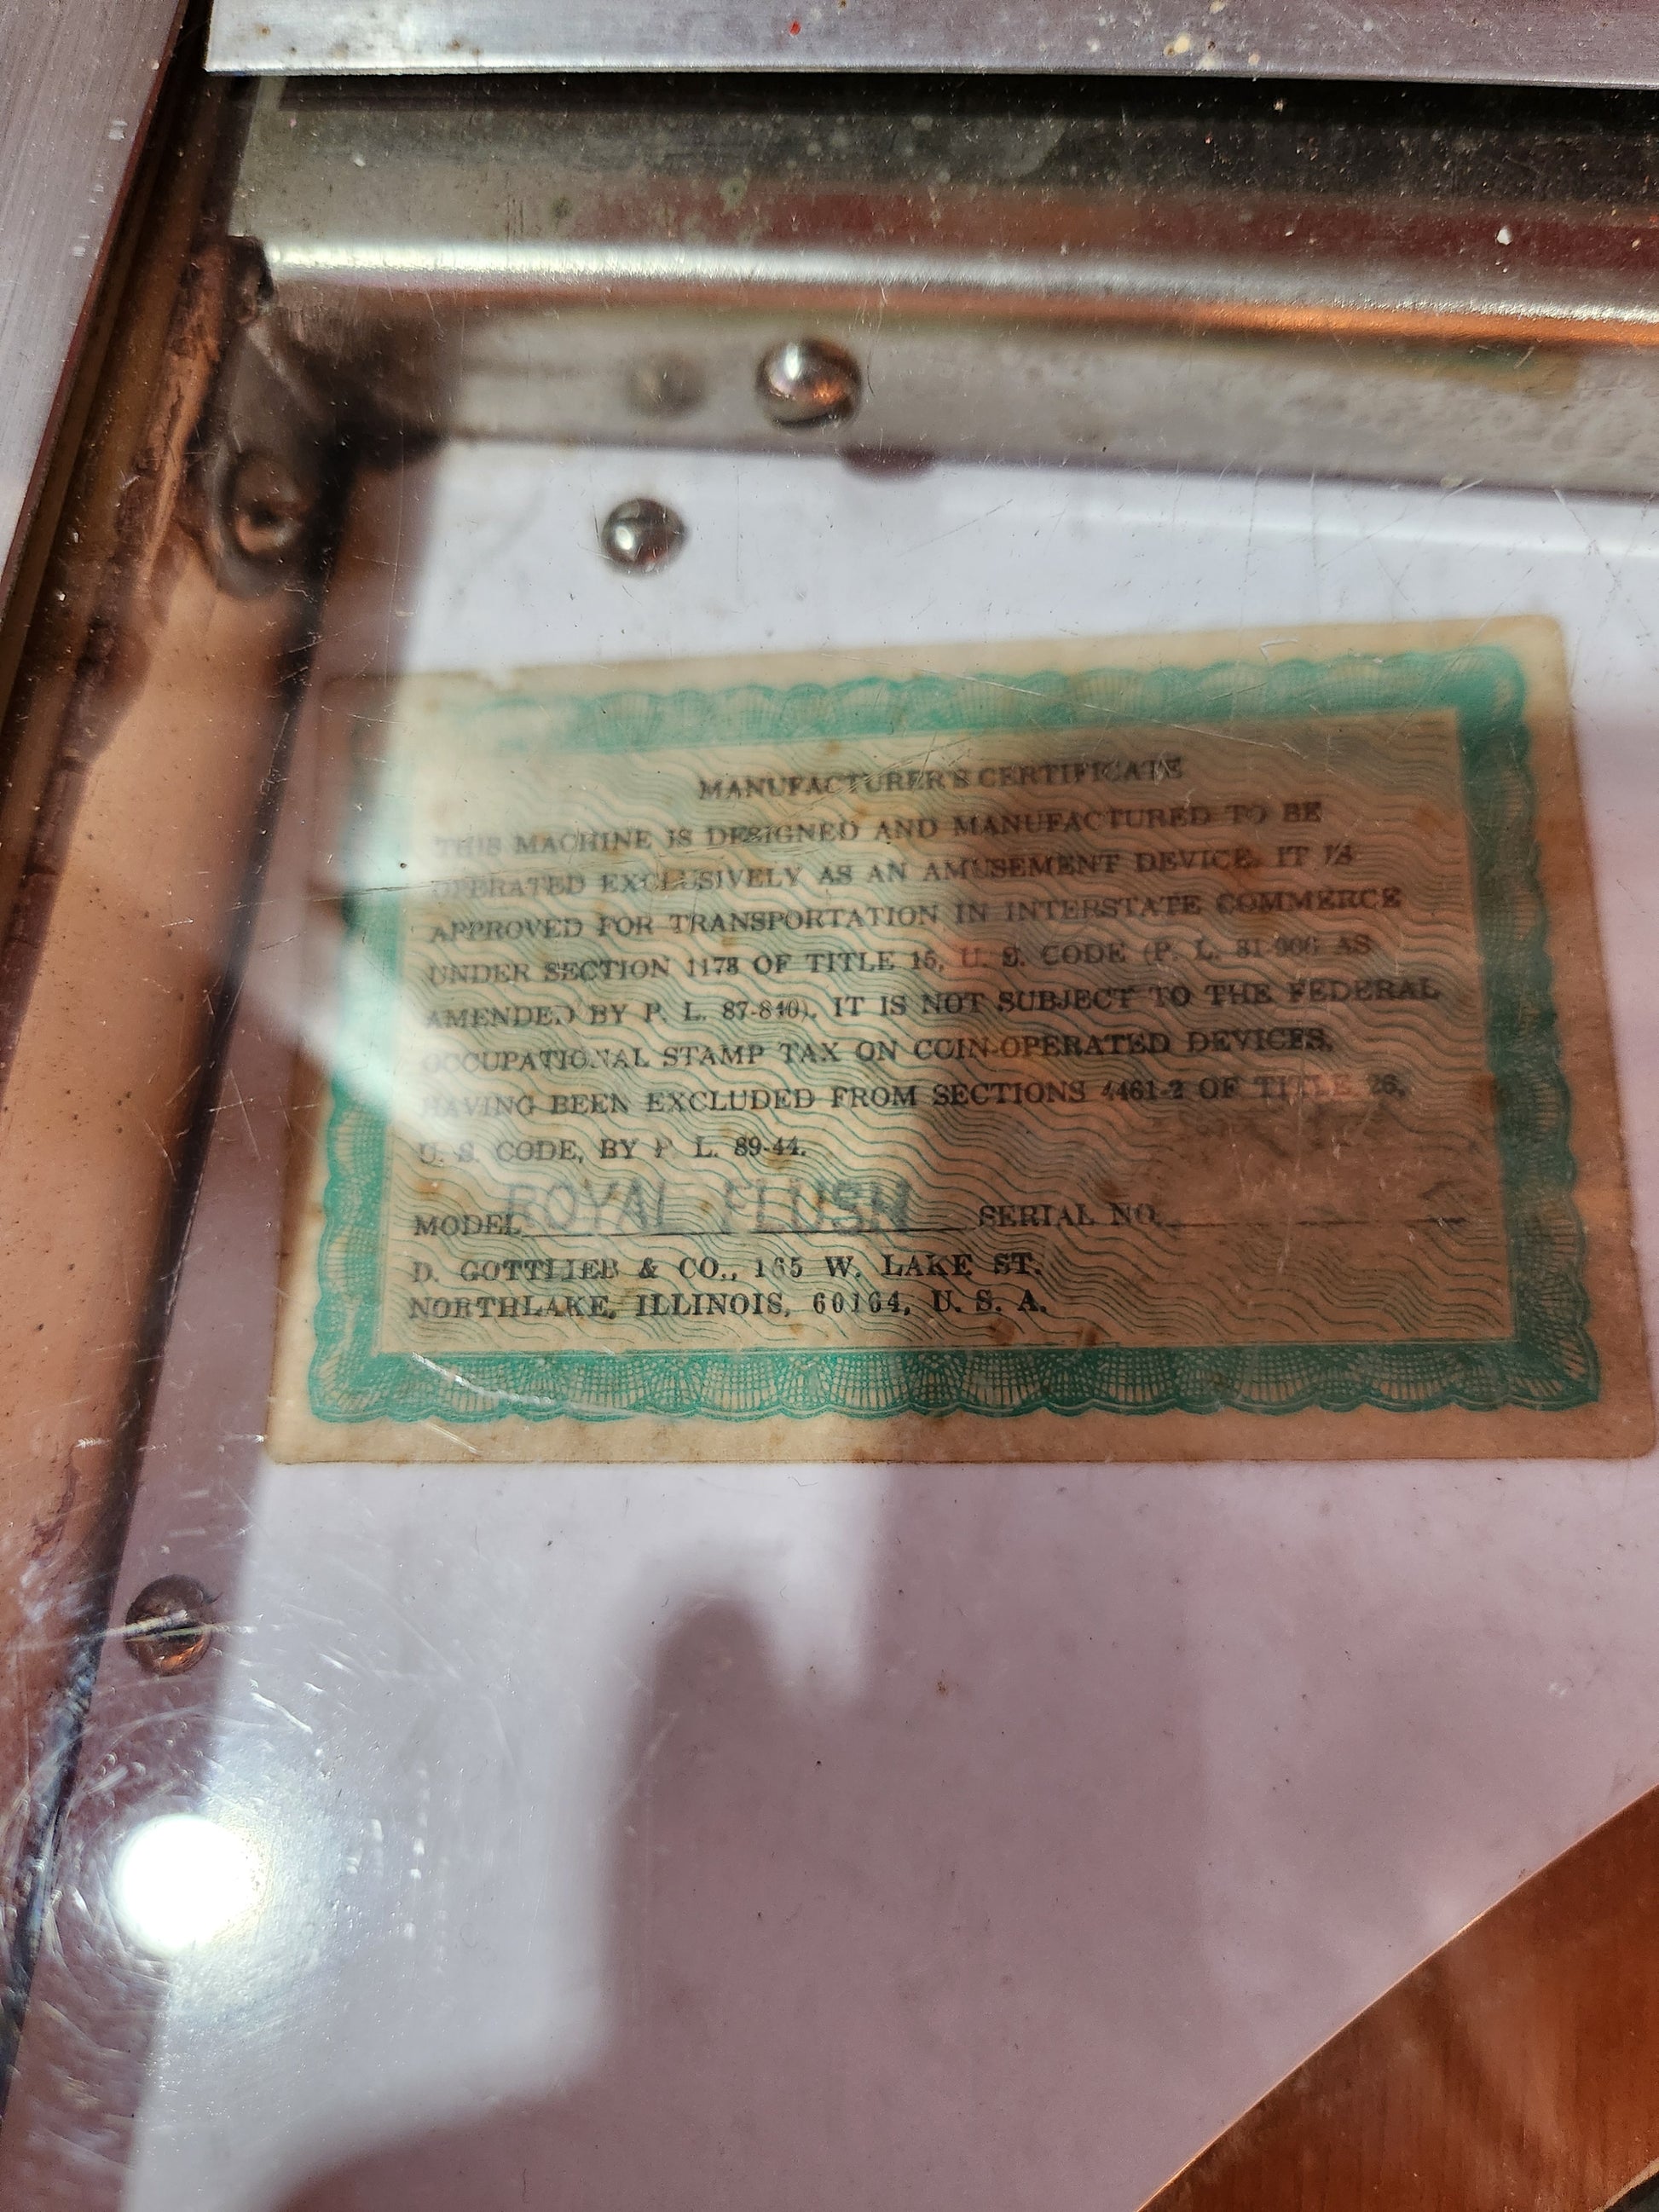 MANUFACTURER'S CERTIFICATE
THIS MACHINE IS DESIGNED AND MANUFACTURED TO BE
OPERATED EXCLUSIVELY AS AN AMUSEMENT DEVICE. IT IS
APPROVED FOR TRANSPORTATION IN INTERSTATE COMMERCE
UNDER SECTION 1178 OF TITLE 15, U. S. CODE (P. L. 81-906 AS
AMENDED BY P. L. 87-840). IT IS NOT SUBJECT TO THE FEDERAL
OCCUPATIONAL STAMP TAX ON COIN-OPERATED DEVICES,
HAVING BEEN EXCLUDED FROM SECTIONS 4461-2 OF TITLE 26,
U. S. CODE, BY P. L. 89-44.
MODEL ROYAL FLUSH SERIAL NO.
D. GOTTLIEB & CO., 165 W. LAKE ST.
NORTHLAKE, ILLINOIS, 60164, U. S. A.